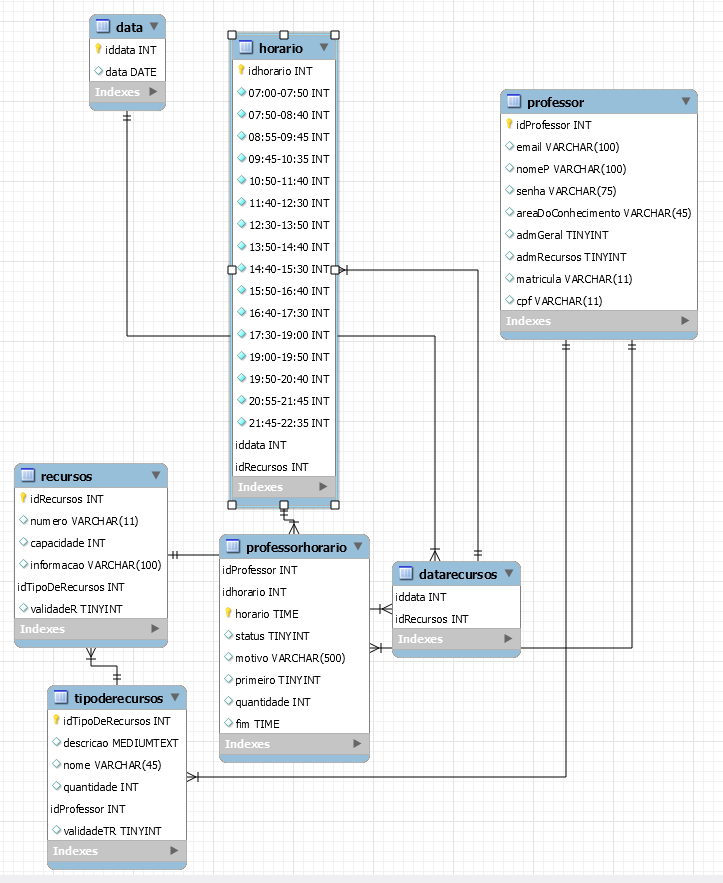 data
iddata INT
data DATE
Indexes
horario
idhorario INT
07:00-07:50 INT
07:50-08:40 INT
08:55-09:45 INT
09:45-10:35 INT
10:50-11:40 INT
11:40-12:30 INT
12:30-13:50 INT
13:50-14:40 INT
14:40-15:30 INT
15:50-16:40 INT
16:40-17:30 INT
17:30-19:00 INT
19:00-19:50 INT
19:50-20:40 INT
20:55-21:45 INT
21:45-22:35 INT
iddata INT
idRecursos INT
Indexes
professor
idProfessor INT
email VARCHAR(100)
nomeP VARCHAR(100)
senha VARCHAR(75)
areaDoConhecimento VARCHAR(45)
admGeral TINYINT
admRecursos TINYINT
matricula VARCHAR(11)
cpf VARCHAR(11)
Indexes
recursos
idRecursos INT
numero VARCHAR(11)
capacidade INT
informacao VARCHAR(100)
idTipoDeRecursos INT
validadeR TINYINT
Indexes
professorhorario
idProfessor INT
idhorario INT
horario TIME
status TINYINT
motivo VARCHAR(500)
primeiro TINYINT
quantidade INT
fim TIME
Indexes
datarecursos
iddata INT
idRecursos INT
Indexes
tipoderecursos
idTipoDeRecursos INT
descricao MEDIUMTEXT
nome VARCHAR(45)
quantidade INT
idProfessor INT
validadeTR TINYINT
Indexes